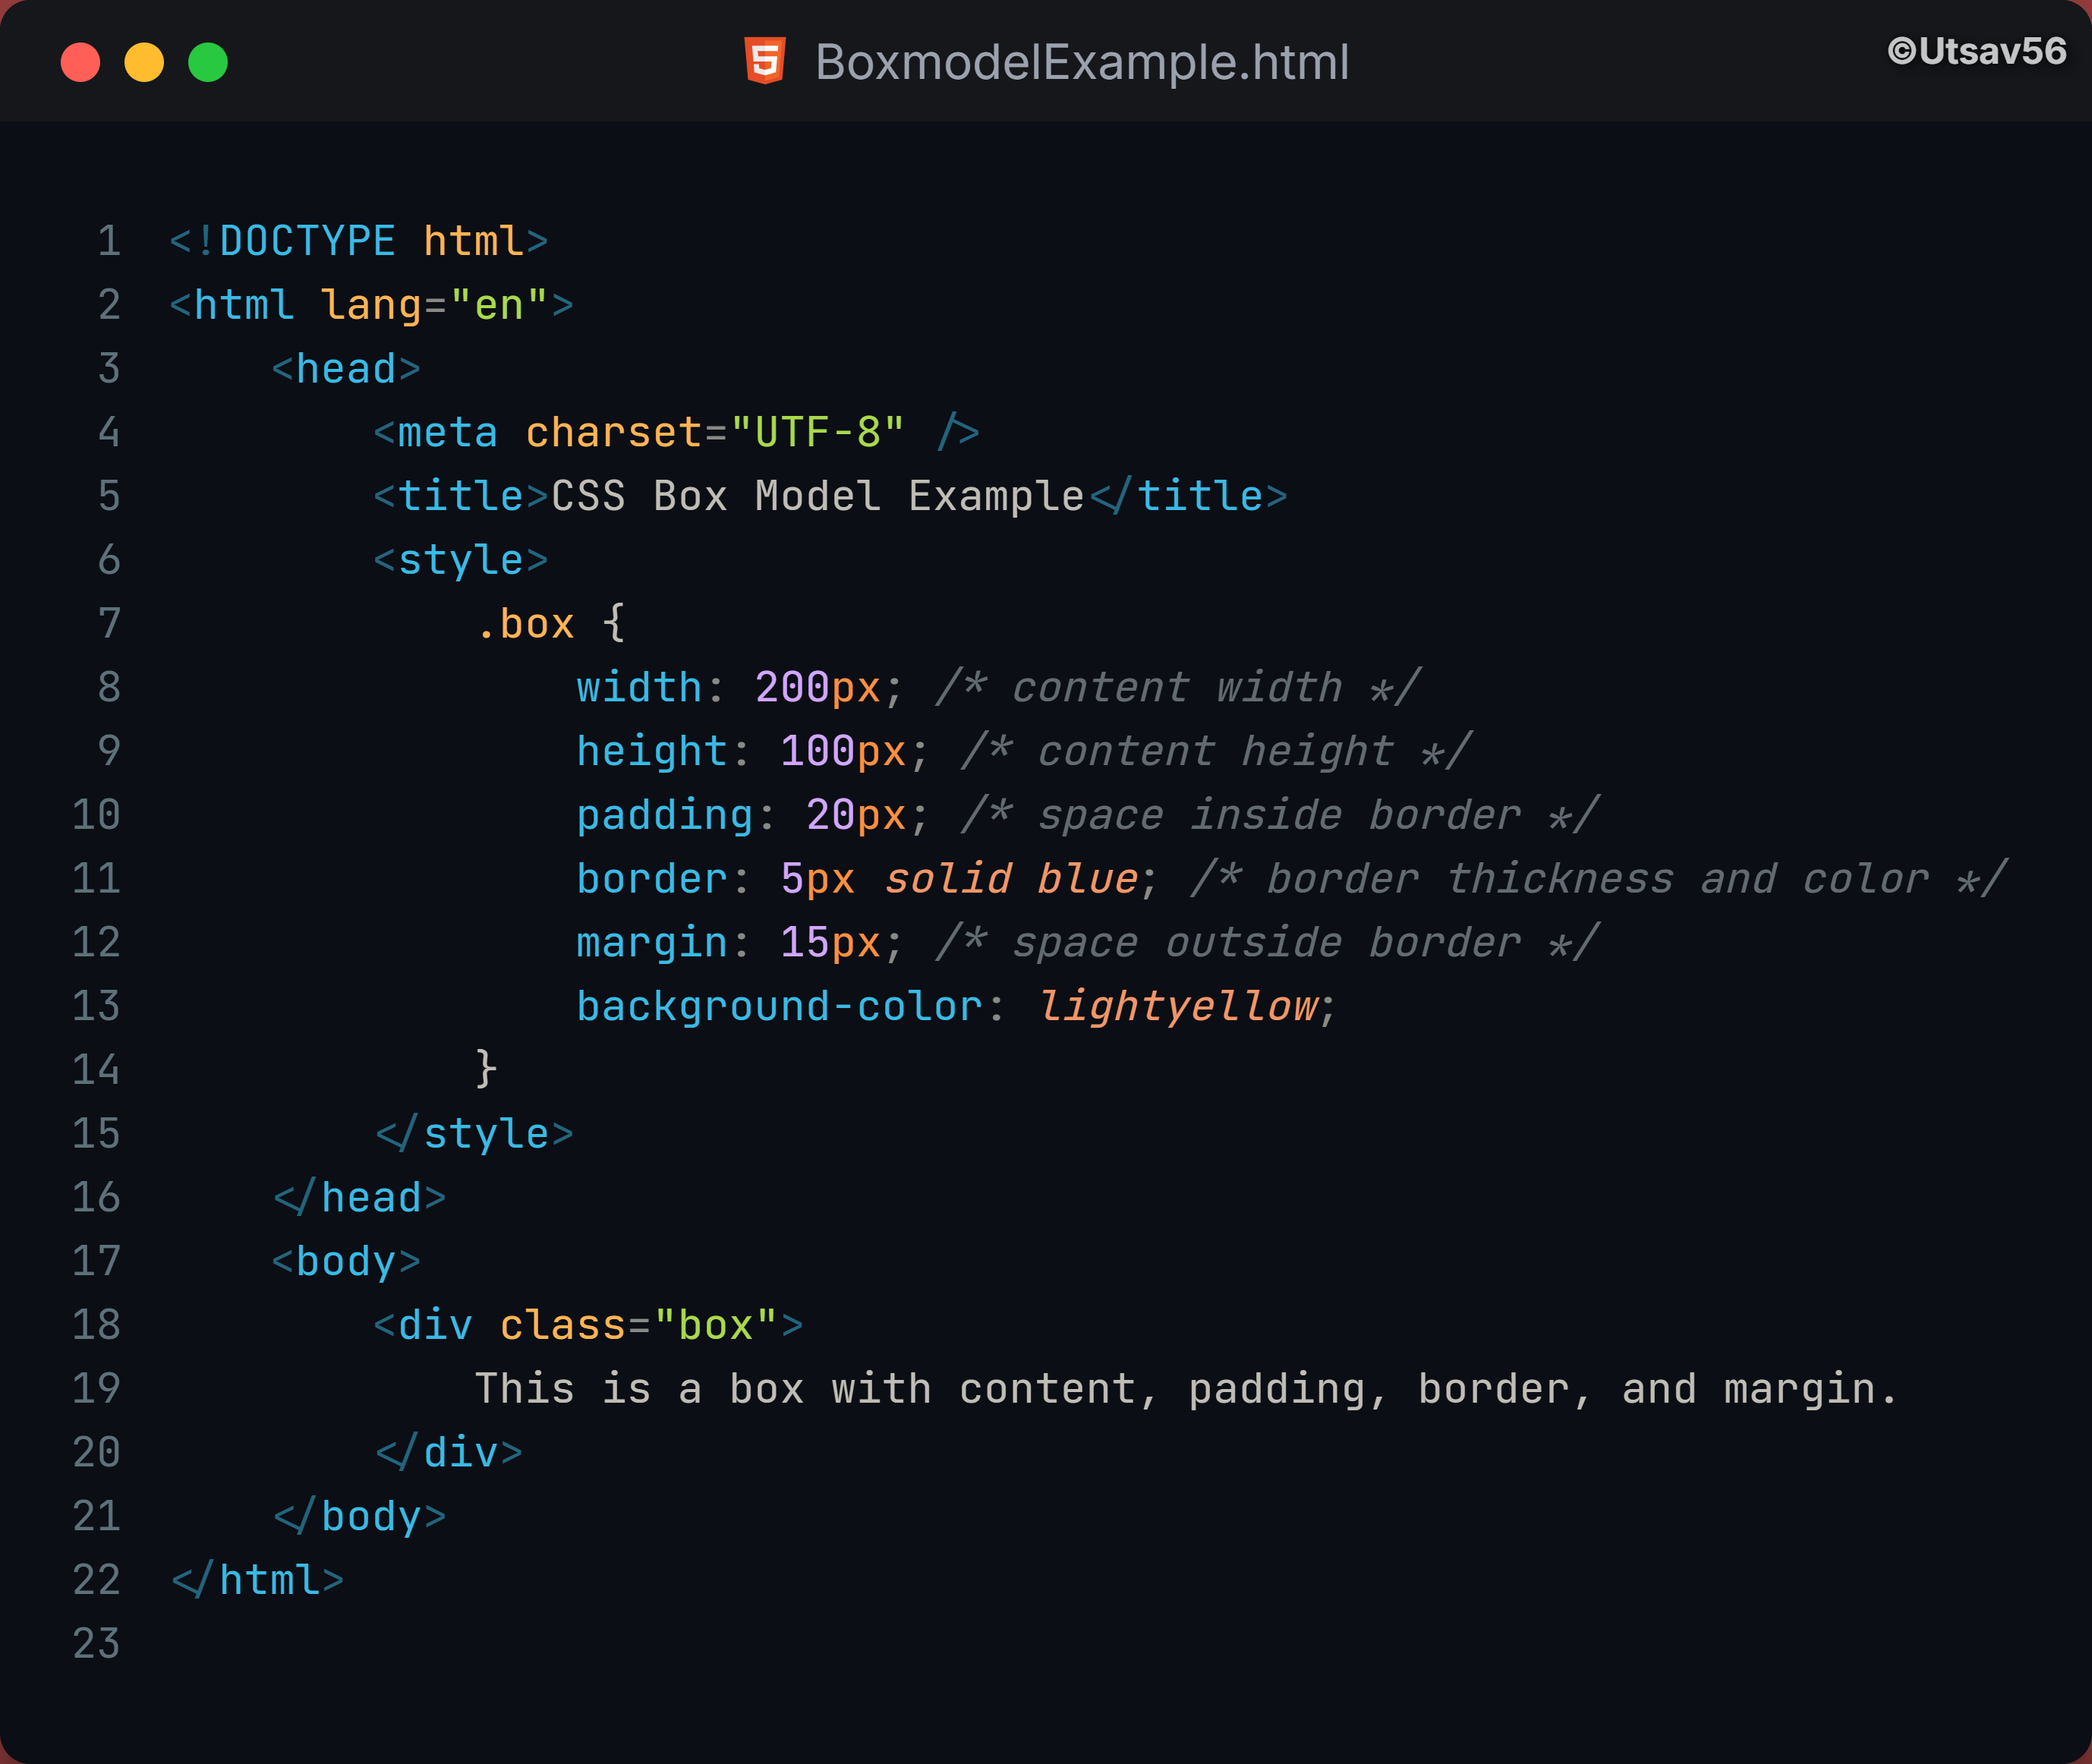 BoxmodelExample.html
©Utsav56
1 <!DOCTYPE html>
2 <html lang="en">
3     <head>
4         <meta charset="UTF-8" />
5         <title>CSS Box Model Example</title>
6         <style>
7             .box {
8                 width: 200px; /* content width */
9                 height: 100px; /* content height */
10                 padding: 20px; /* space inside border */
11                 border: 5px solid blue; /* border thickness and color */
12                 margin: 15px; /* space outside border */
13                 background-color: lightyellow;
14             }
15         </style>
16     </head>
17     <body>
18         <div class="box">
19             This is a box with content, padding, border, and margin.
20         </div>
21     </body>
22 </html>
23